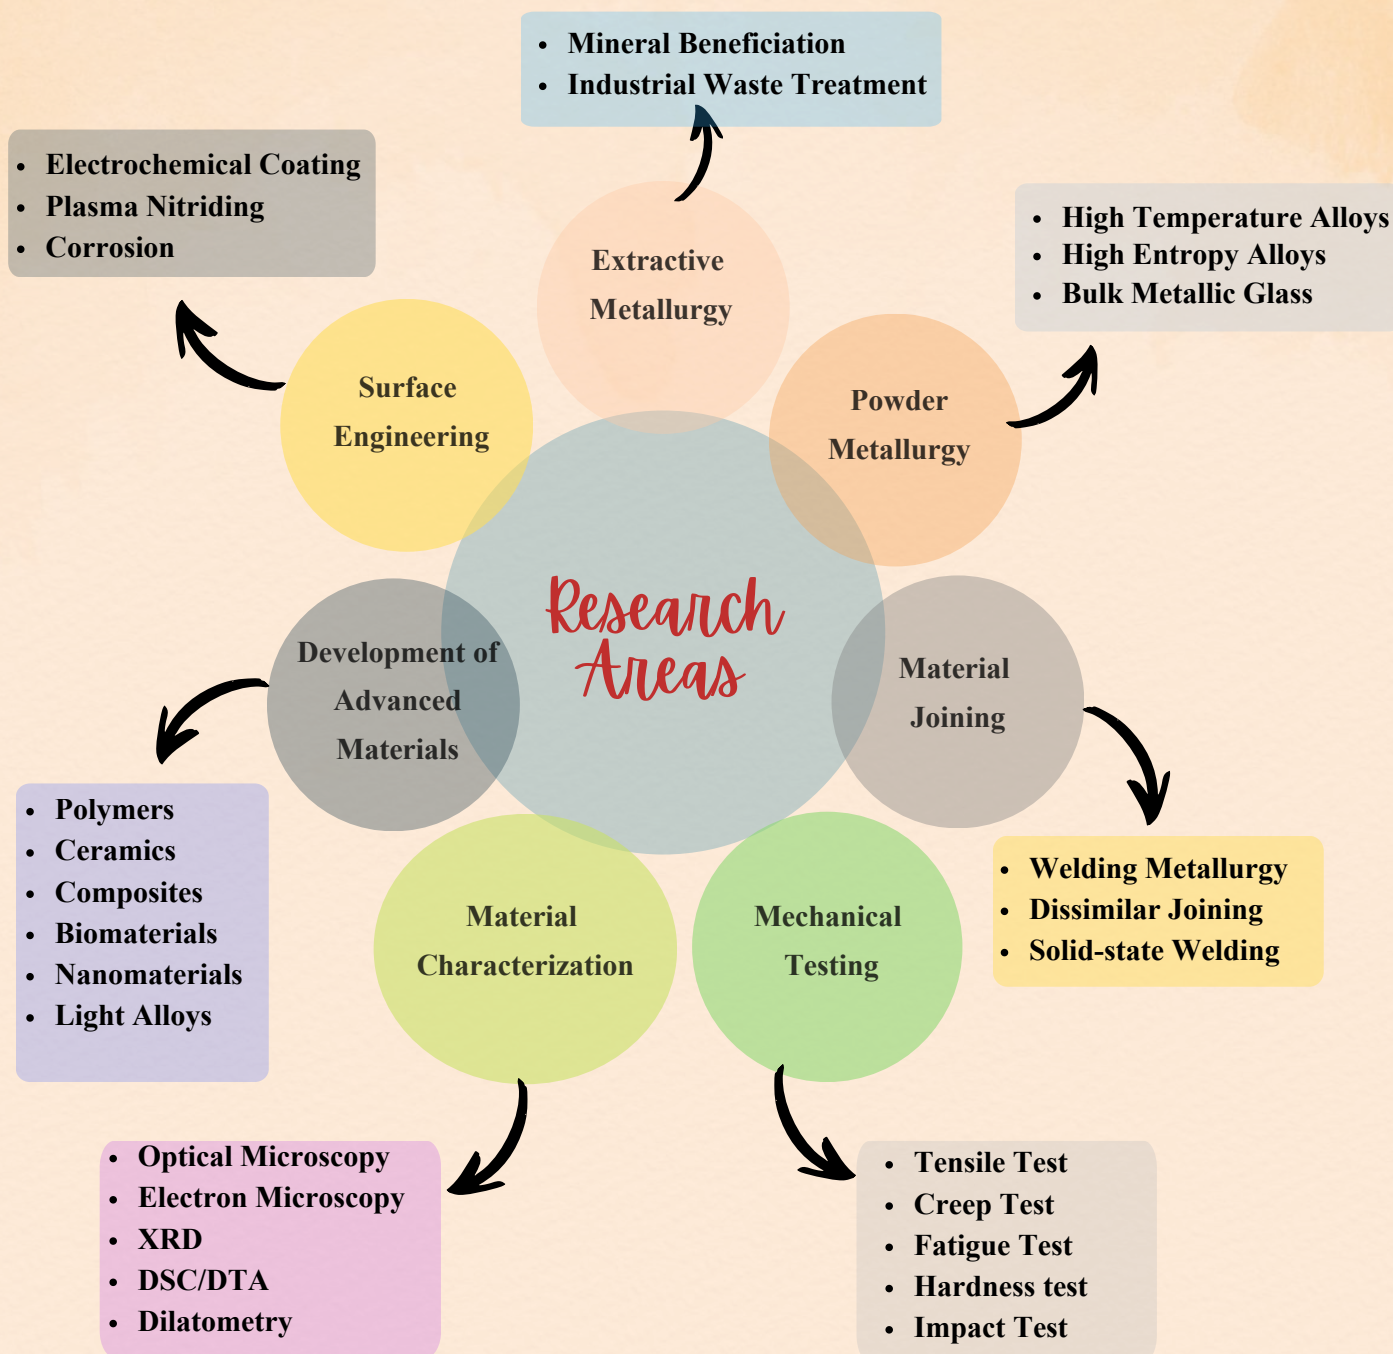 • Mineral Beneficiation
• Industrial Waste Treatment
• Electrochemical Coating
• Plasma Nitriding
• Corrosion
• High Temperature Alloys
• High Entropy Alloys
• Bulk Metallic Glass
Extractive
Metallurgy
Surface
Engineering
Powder
Metallurgy
Research
Areas
Development of
Advanced
Materials
Material
Joining
• Polymers
• Ceramics
• Composites
• Biomaterials
• Nanomaterials
• Light Alloys
Material
Characterization
Mechanical
Testing
• Welding Metallurgy
• Dissimilar Joining
• Solid-state Welding
• Optical Microscopy
• Electron Microscopy
• XRD
• DSC/DTA
• Dilatometry
• Tensile Test
• Creep Test
• Fatigue Test
• Hardness test
• Impact Test